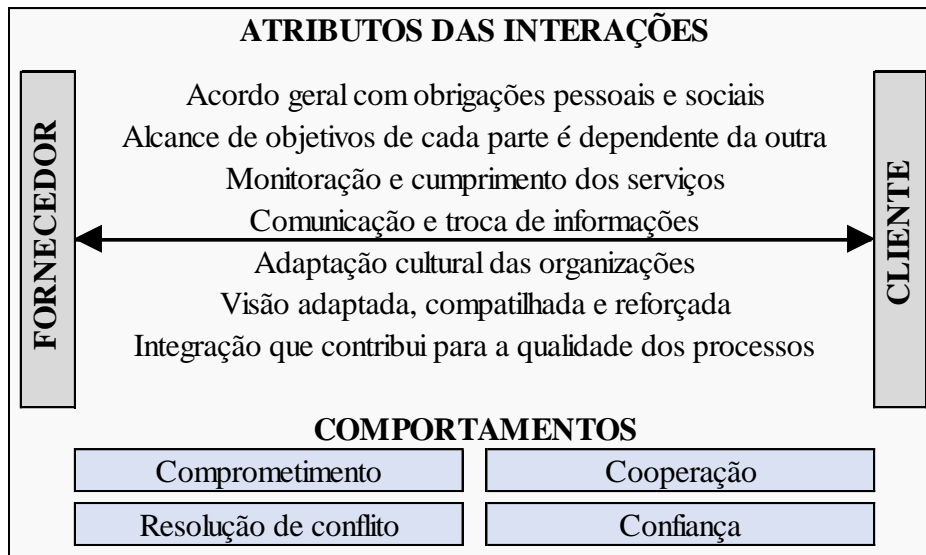 ATRIBUTOS DAS INTERAÇÕES
FORNECEDOR
Acordo geral com obrigações pessoais e sociais
Alcance de objetivos de cada parte é dependente da outra
Monitoração e cumprimento dos serviços
Comunicação e troca de informações
Adaptação cultural das organizações
Visão adaptada, compatilhada e reforçada
Integração que contribui para a qualidade dos processos
CLIENTE
COMPORTAMENTOS
Comprometimento
Cooperação
Resolução de conflito
Confiança